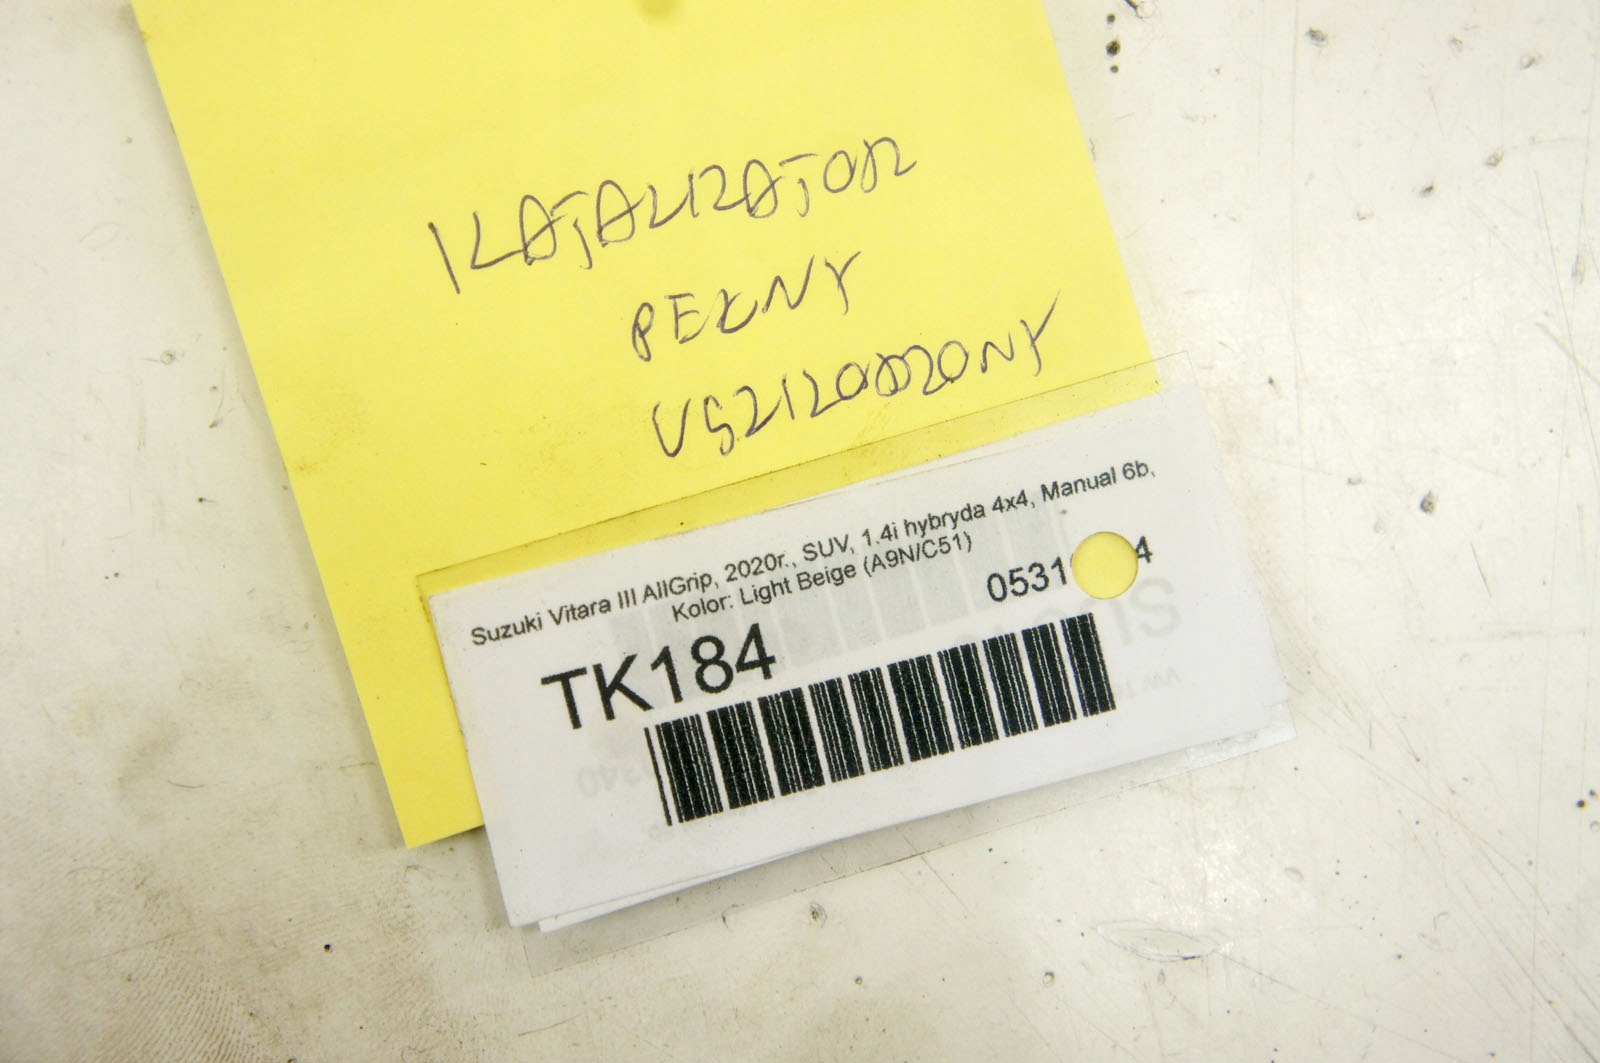 KATALIZATOR
PEŁNY
USZKODZONY
Suzuki Vitara III AllGrip, 2020r., SUV, 1.4i hybryda 4x4, Manual 6b,
Kolor: Light Beige (A9N/C51)
TK184